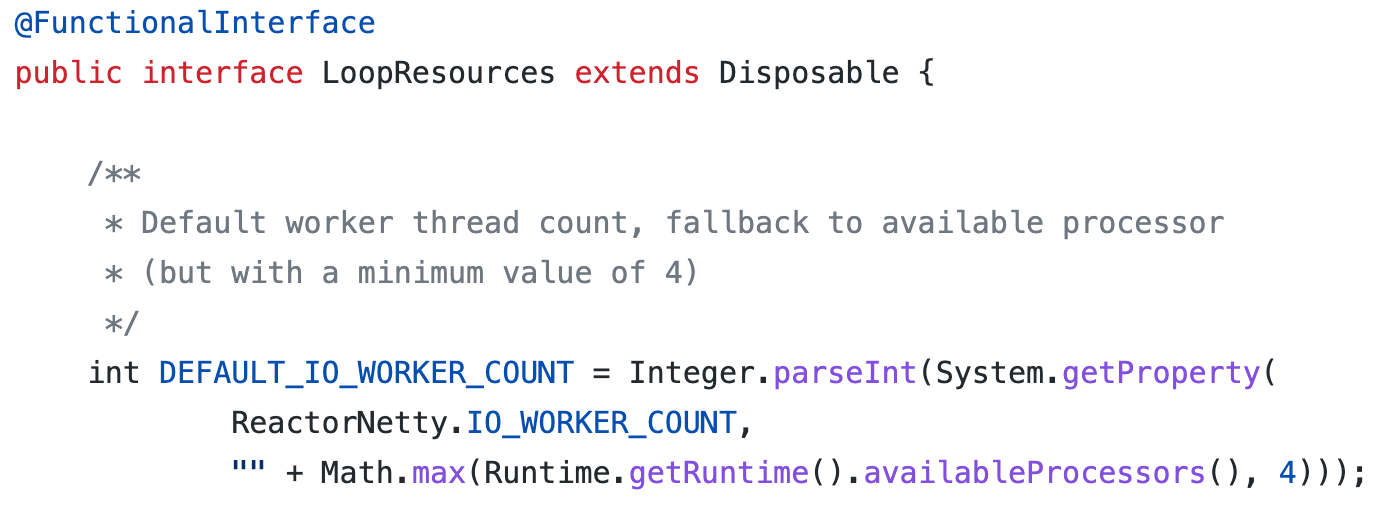 @FunctionalInterface
public interface LoopResources extends Disposable {
/**
* Default worker thread count, fallback to available processor
* (but with a minimum value of 4)
*/
int DEFAULT_IO_WORKER_COUNT = Integer.parseInt(System.getProperty(
ReactorNetty.IO_WORKER_COUNT,
"" + Math.max(Runtime.getRuntime().availableProcessors(), 4)));